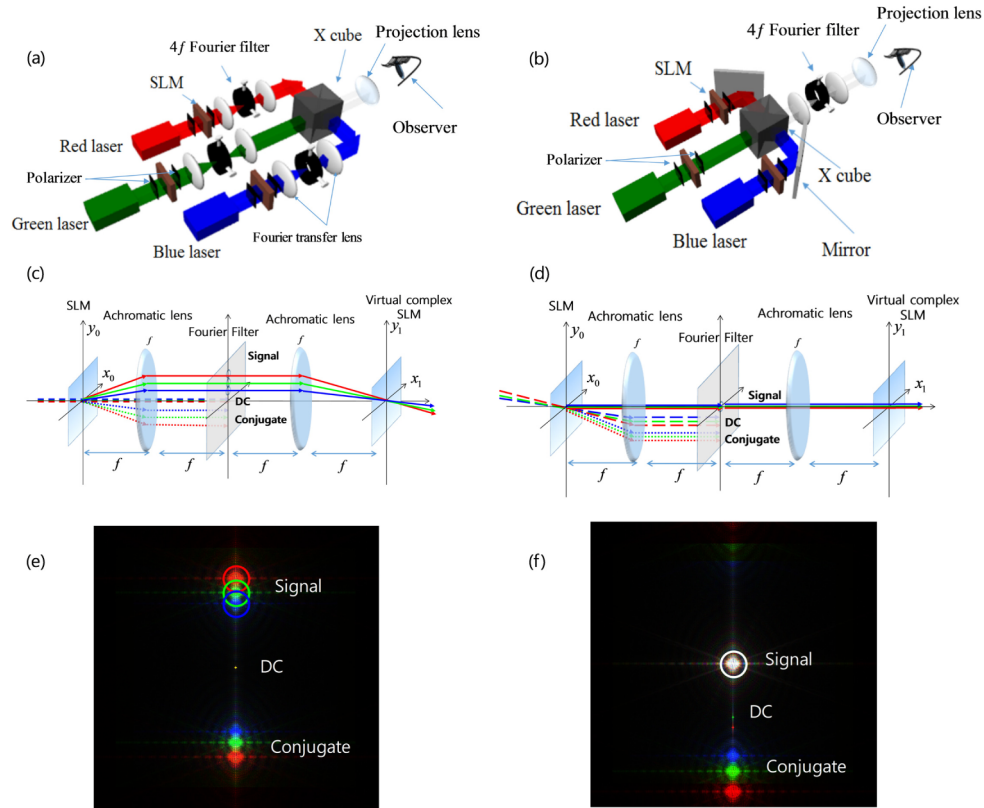 (a)
4f Fourier filter
X cube
Projection lens
SLM
Observer
Red laser
Polarizer
Green laser
Blue laser
Fourier transfer lens
(b)
4f Fourier filter
Projection lens
SLM
Observer
Red laser
Polarizer
X cube
Green laser
Blue laser
Mirror
(c)
SLM
y0
Achromatic lens
f
Fourier Filter
Achromatic lens
f
Virtual complex
SLM
y1
Signal
x0
x1
DC
Conjugate
f
f
f
f
(d)
SLM
y0
Achromatic lens
f
Fourier Filter
Achromatic lens
f
Virtual complex
SLM
y1
x0
x1
Signal
DC
Conjugate
f
f
f
f
(e)
Signal
DC
Conjugate
(f)
Signal
DC
Conjugate